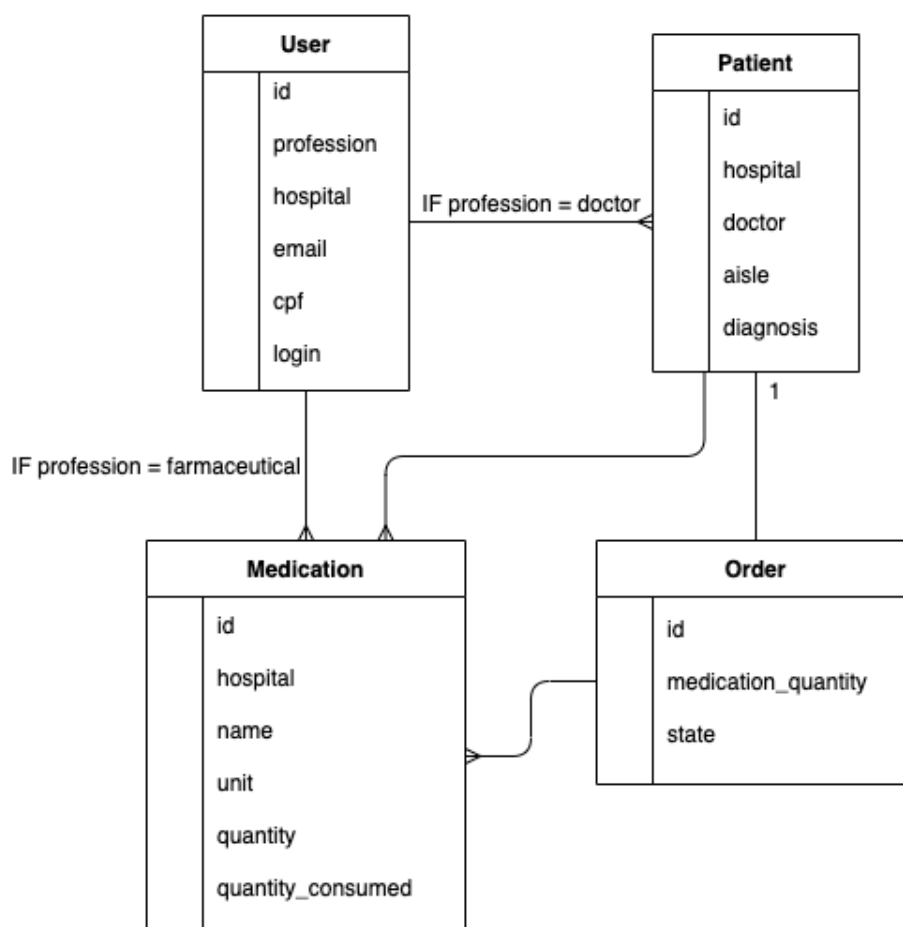 User
id
profession
hospital
email
cpf
login
Patient
id
hospital
doctor
aisle
diagnosis
IF profession = doctor
1
IF profession = farmaceutical
Medication
id
hospital
name
unit
quantity
quantity_consumed
Order
id
medication_quantity
state